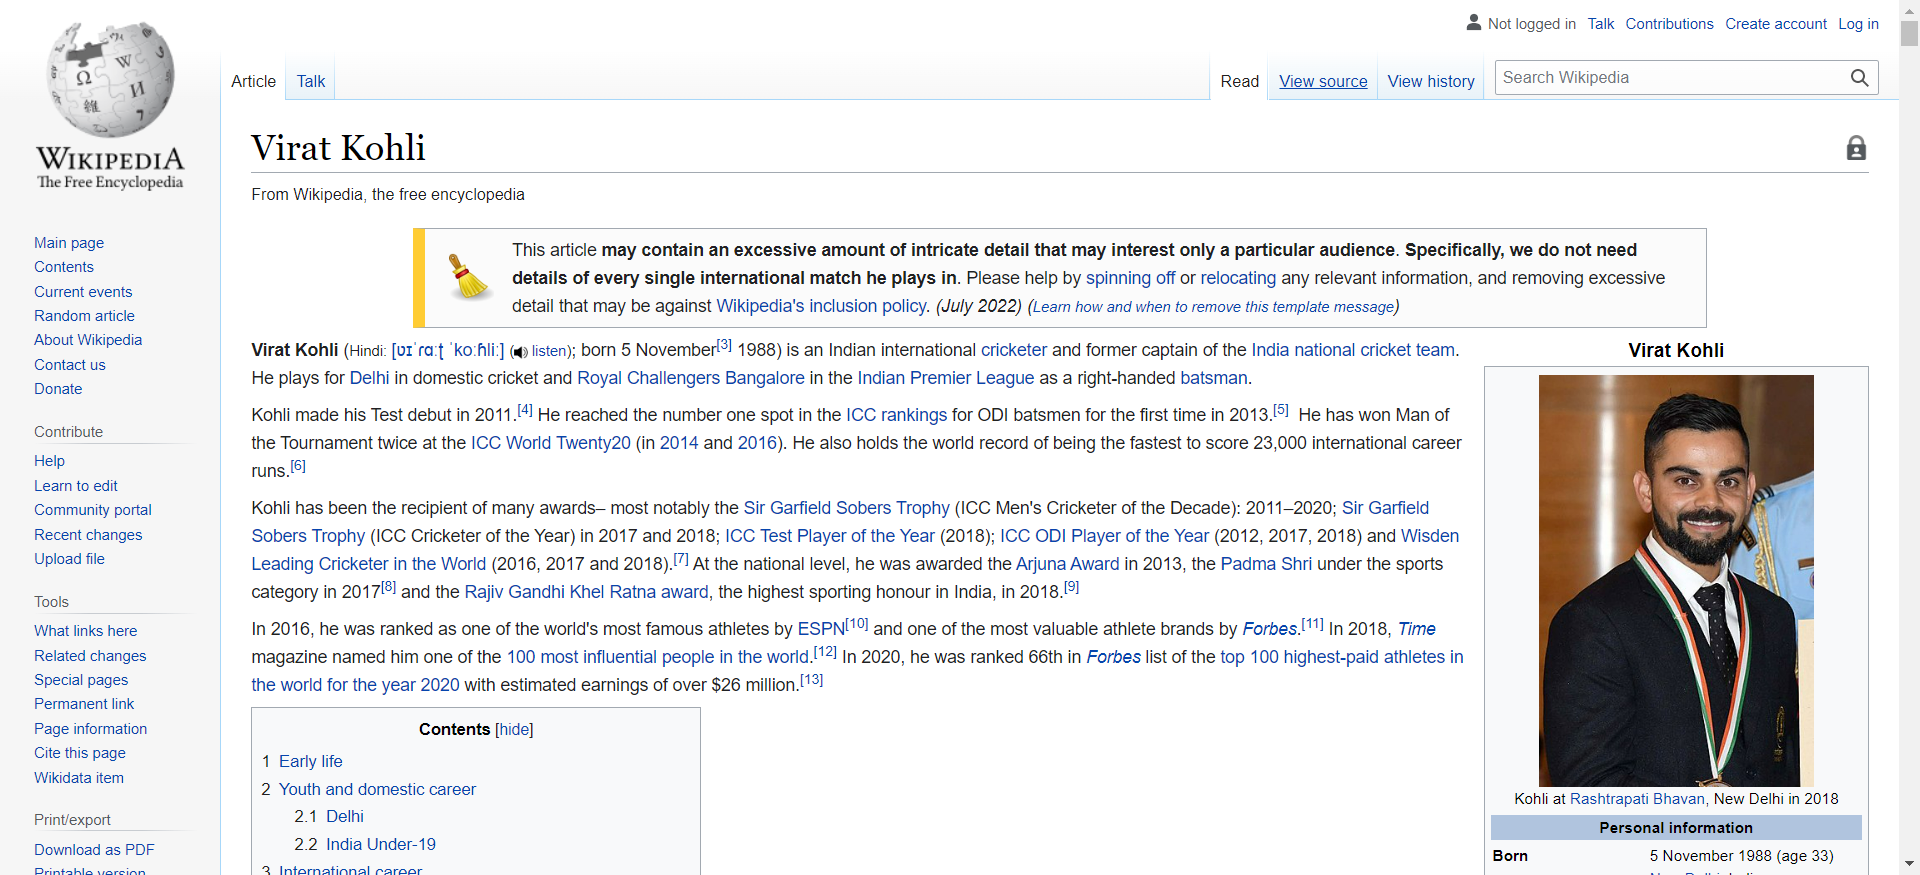 Not logged in Talk Contributions Create account Log in
Article Talk Read View source View history Search Wikipedia
WIKIPEDIA
The Free Encyclopedia
Main page
Contents
Current events
Random article
About Wikipedia
Contact us
Donate
Contribute
Help
Learn to edit
Community portal
Recent changes
Upload file
Tools
What links here
Related changes
Special pages
Permanent link
Page information
Cite this page
Wikidata item
Print/export
Download as PDF
Printable version
Virat Kohli
From Wikipedia, the free encyclopedia
This article may contain an excessive amount of intricate detail that may interest only a particular audience. Specifically, we do not need
details of every single international match he plays in. Please help by spinning off or relocating any relevant information, and removing excessive
detail that may be against Wikipedia's inclusion policy. (July 2022) (Learn how and when to remove this template message)
Virat Kohli (Hindi: [ʋɪˈɾɑːʈ ˈkoːɦliː] (listen); born 5 November[3] 1988) is an Indian international cricketer and former captain of the India national cricket team.
He plays for Delhi in domestic cricket and Royal Challengers Bangalore in the Indian Premier League as a right-handed batsman.
Kohli made his Test debut in 2011.[4] He reached the number one spot in the ICC rankings for ODI batsmen for the first time in 2013.[5] He has won Man of
the Tournament twice at the ICC World Twenty20 (in 2014 and 2016). He also holds the world record of being the fastest to score 23,000 international career
runs.[6]
Kohli has been the recipient of many awards– most notably the Sir Garfield Sobers Trophy (ICC Men's Cricketer of the Decade): 2011–2020; Sir Garfield
Sobers Trophy (ICC Cricketer of the Year) in 2017 and 2018; ICC Test Player of the Year (2018); ICC ODI Player of the Year (2012, 2017, 2018) and Wisden
Leading Cricketer in the World (2016, 2017 and 2018).[7] At the national level, he was awarded the Arjuna Award in 2013, the Padma Shri under the sports
category in 2017[8] and the Rajiv Gandhi Khel Ratna award, the highest sporting honour in India, in 2018.[9]
In 2016, he was ranked as one of the world's most famous athletes by ESPN[10] and one of the most valuable athlete brands by Forbes.[11] In 2018, Time
magazine named him one of the 100 most influential people in the world.[12] In 2020, he was ranked 66th in Forbes list of the top 100 highest-paid athletes in
the world for the year 2020 with estimated earnings of over $26 million.[13]
Contents [hide]
1 Early life
2 Youth and domestic career
2.1 Delhi
2.2 India Under-19
3 International career
Virat Kohli
Kohli at Rashtrapati Bhavan, New Delhi in 2018
Personal information
Born 5 November 1988 (age 33)